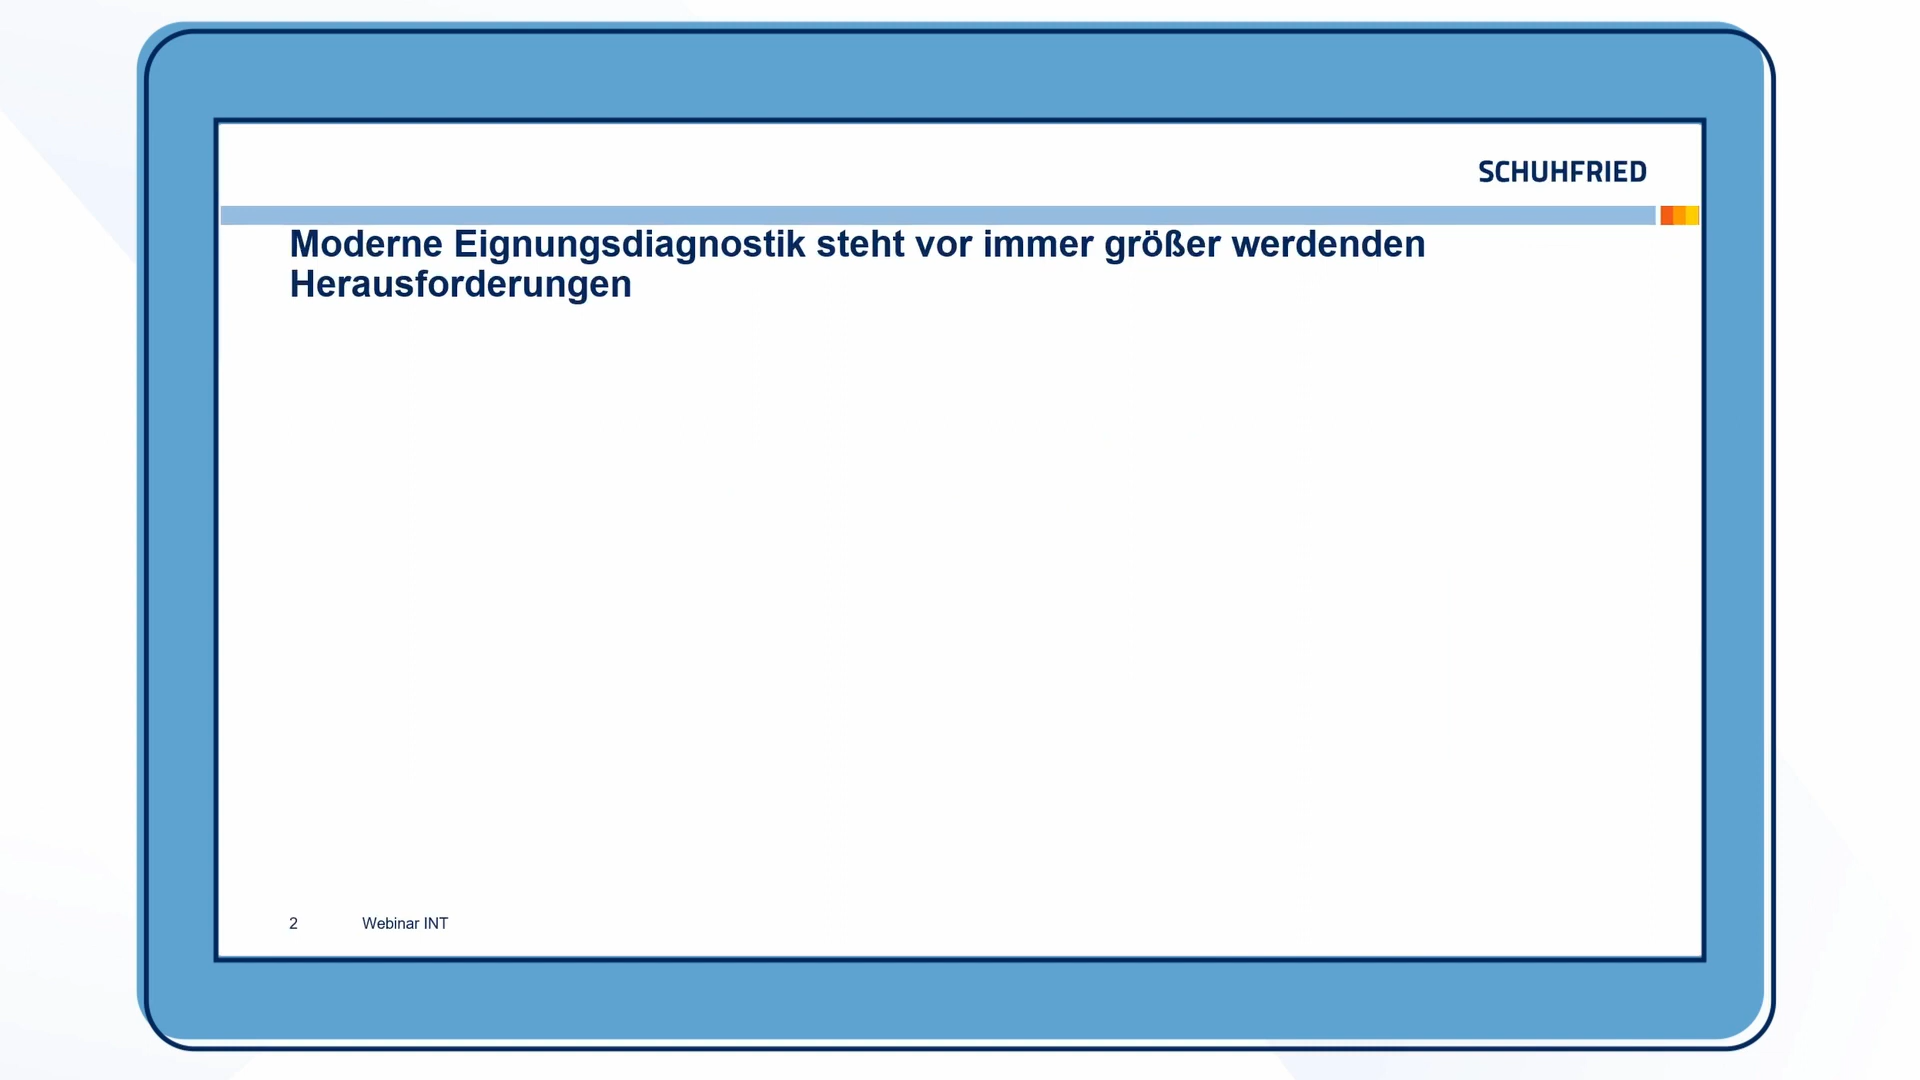 SCHUHFRIED
Moderne Eignungsdiagnostik steht vor immer größer werdenden
Herausforderungen
2 Webinar INT